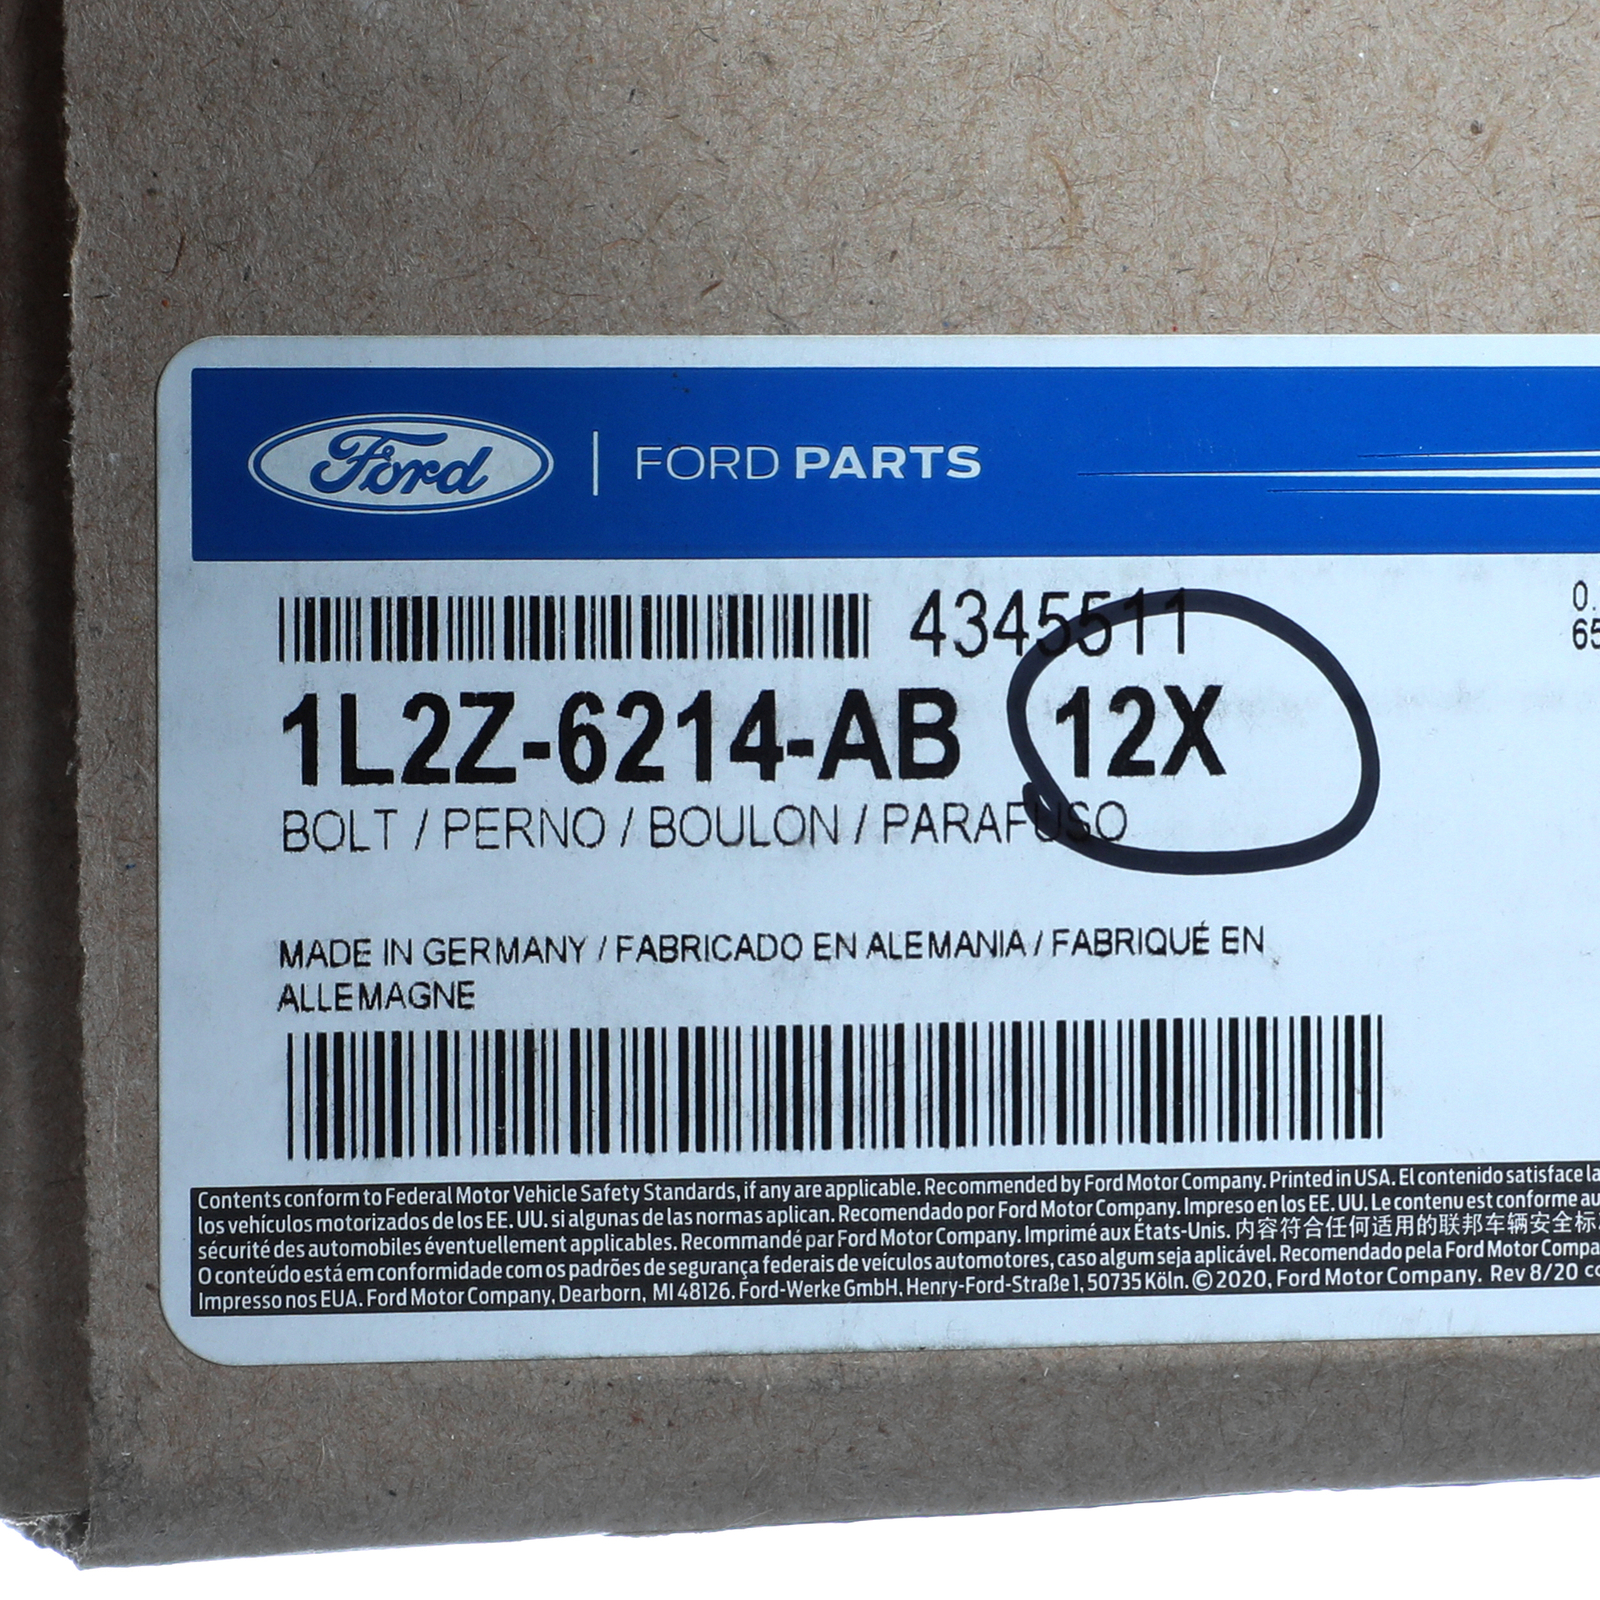 Ford | FORD PARTS
4345511
0.
65
1L2Z-6214-AB 12X
BOLT / PERNO / BOULON / PARAFUSO
MADE IN GERMANY / FABRICADO EN ALEMANIA / FABRIQUÉ EN
ALLEMAGNE
Contents conform to Federal Motor Vehicle Safety Standards, if any are applicable. Recommended by Ford Motor Company. Printed in USA. El contenido satisface la
los vehículos motorizados de los EE. UU. si algunas de las normas aplican. Recomendado por Ford Motor Company. Impreso en los EE. UU. Le contenu est conforme au
sécurité des automobiles éventuellement applicables. Recommandé par Ford Motor Company. Imprimé aux États-Unis. 内容符合任何适用的联邦车辆安全标
O conteúdo está em conformidade com os padrões de segurança federais de veículos automotores, caso algum seja aplicável. Recomendado pela Ford Motor Compa
Impresso nos EUA. Ford Motor Company, Dearborn, MI 48126. Ford-Werke GmbH, Henry-Ford-Straße 1, 50735 Köln. © 2020, Ford Motor Company. Rev 8/20 co